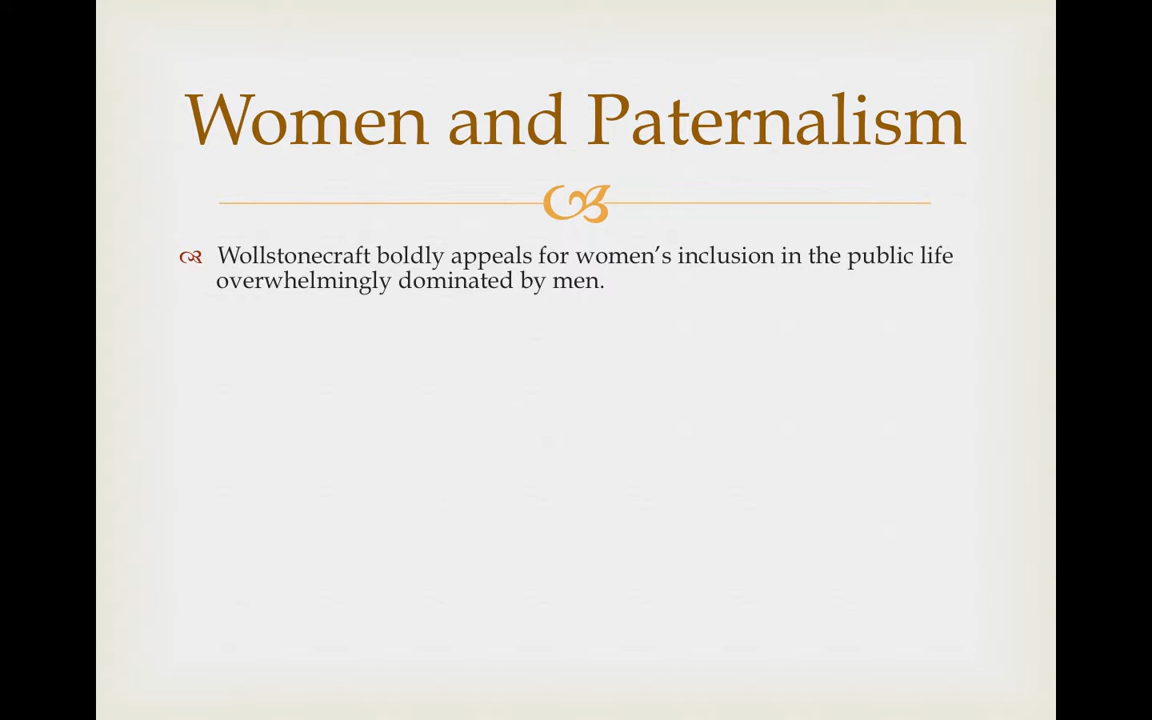 Women and Paternalism
Wollstonecraft boldly appeals for women’s inclusion in the public life
overwhelmingly dominated by men.